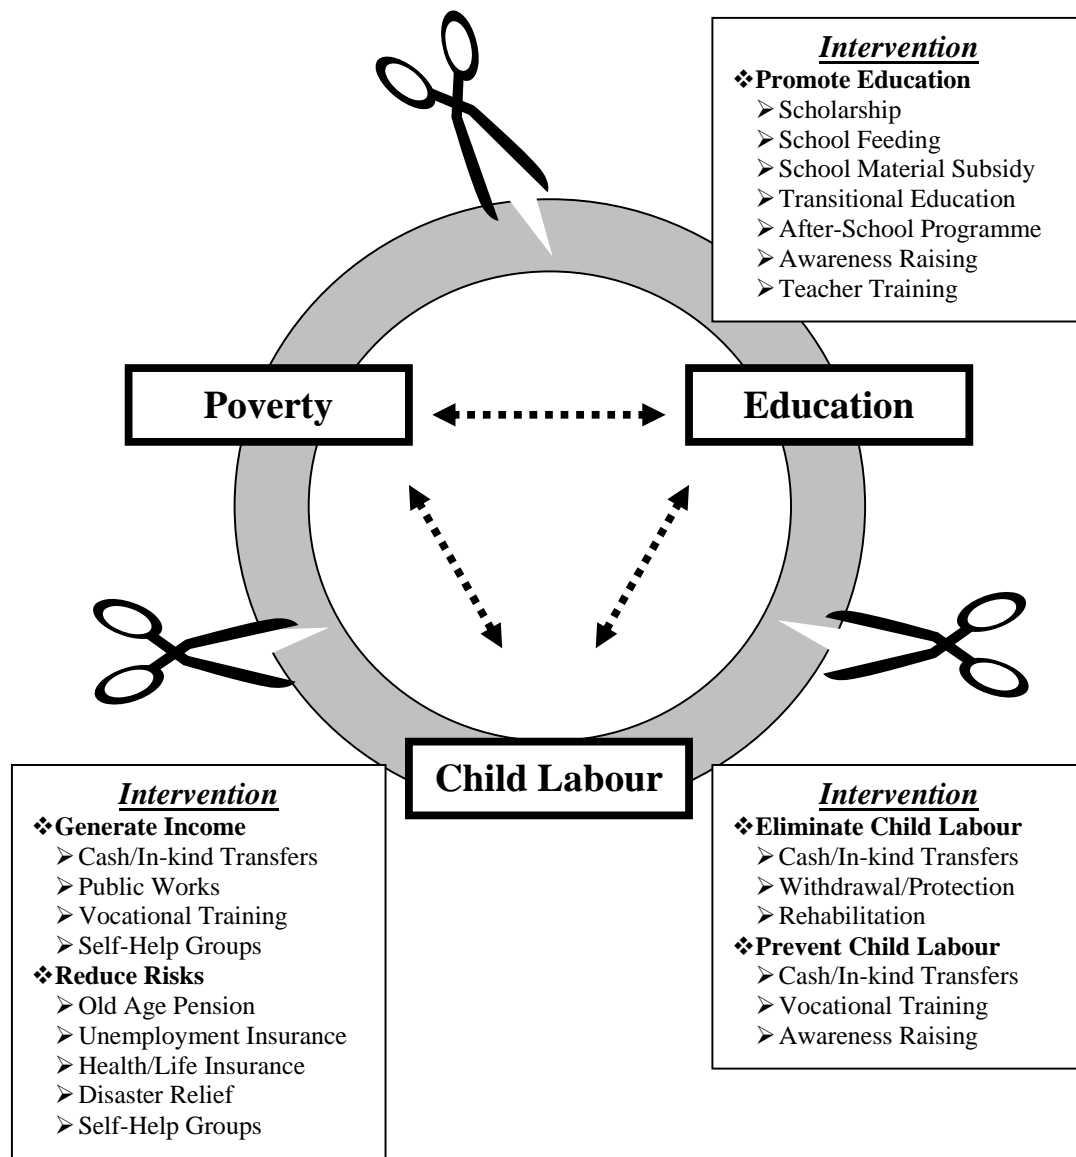 Intervention
❖Promote Education
➢Scholarship
➢School Feeding
➢School Material Subsidy
➢Transitional Education
➢After-School Programme
➢Awareness Raising
➢Teacher Training
Poverty
Education
Child Labour
Intervention
❖Generate Income
➢Cash/In-kind Transfers
➢Public Works
➢Vocational Training
➢Self-Help Groups
❖Reduce Risks
➢Old Age Pension
➢Unemployment Insurance
➢Health/Life Insurance
➢Disaster Relief
➢Self-Help Groups
Intervention
❖Eliminate Child Labour
➢Cash/In-kind Transfers
➢Withdrawal/Protection
➢Rehabilitation
❖Prevent Child Labour
➢Cash/In-kind Transfers
➢Vocational Training
➢Awareness Raising